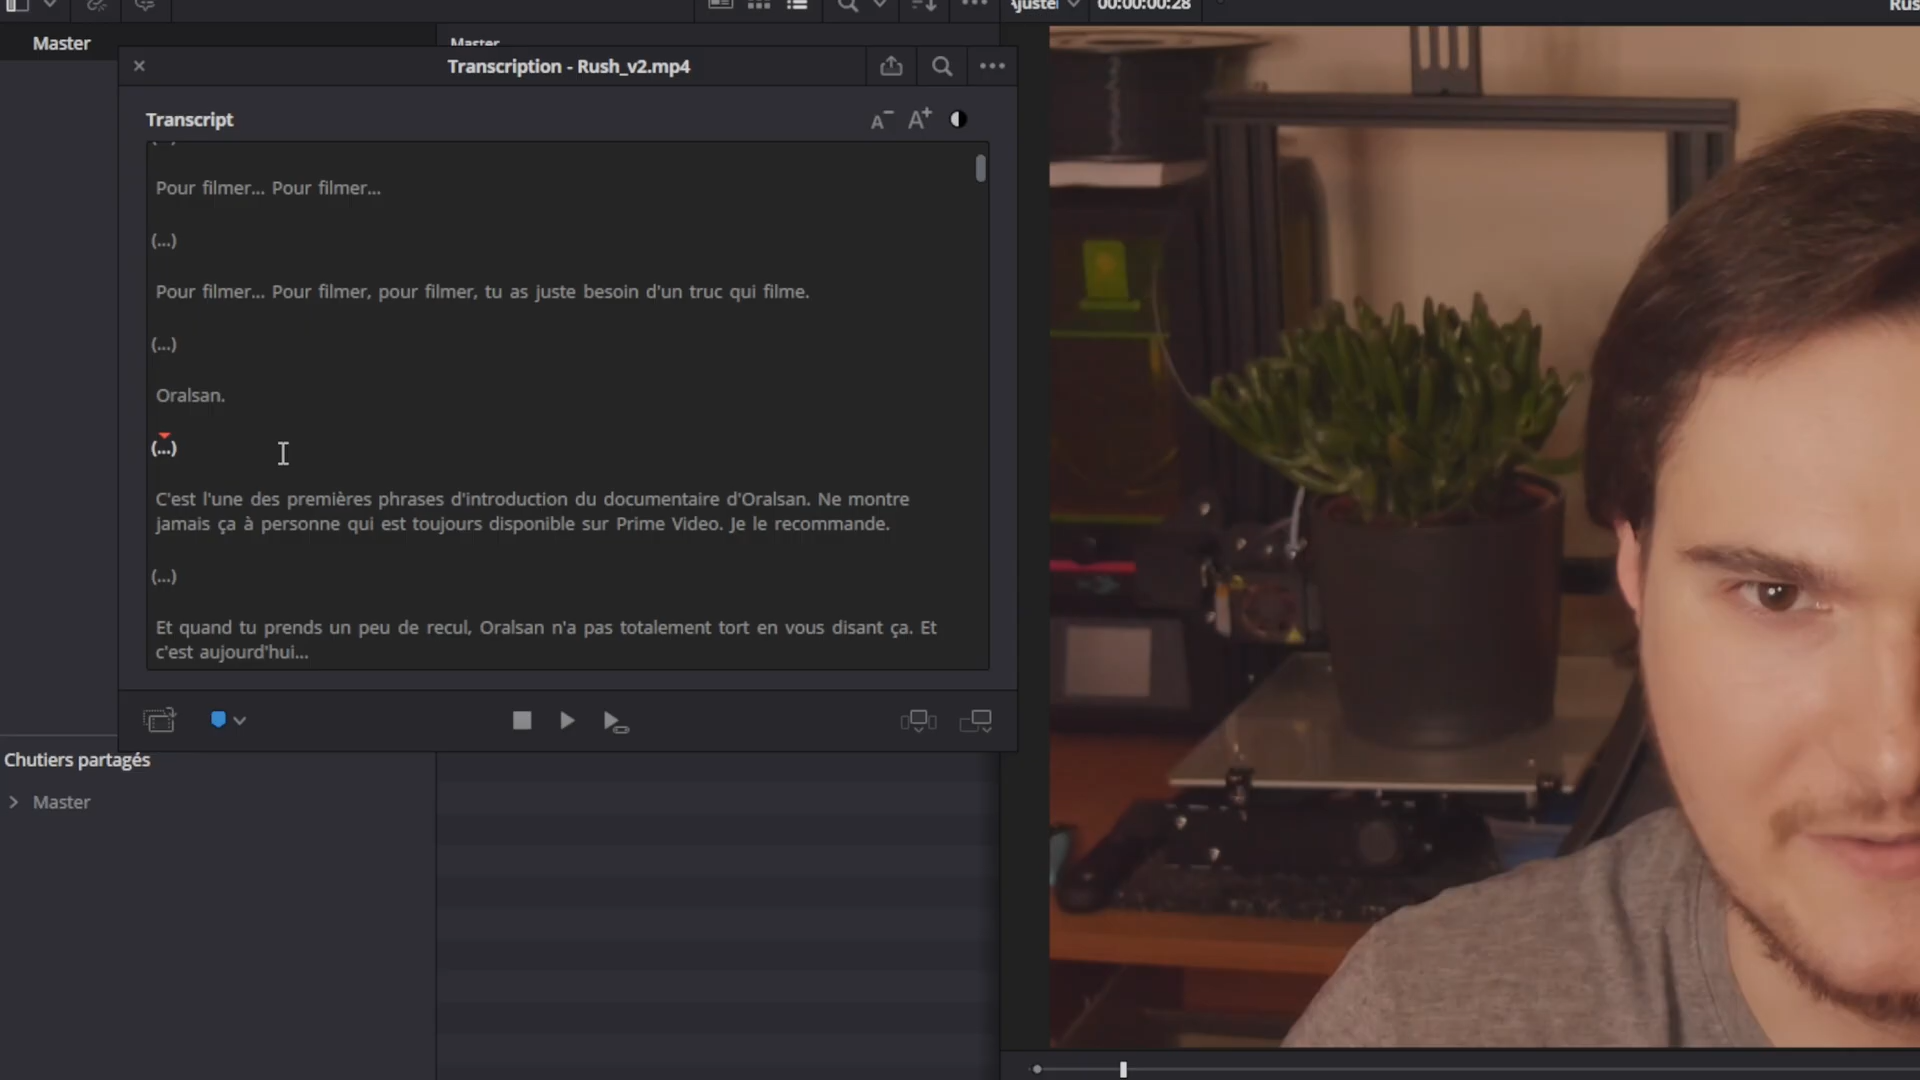 Master
Master
00:00:00:28
Transcription - Rush_v2.mp4
Transcript
A- A+
(...)
Pour filmer... Pour filmer...
(...)
Pour filmer... Pour filmer, pour filmer, tu as juste besoin d'un truc qui filme.
(...)
Oralsan.
(...)
C'est l'une des premières phrases d'introduction du documentaire d'Oralsan. Ne montre
jamais ça à personne qui est toujours disponible sur Prime Video. Je le recommande.
(...)
Et quand tu prends un peu de recul, Oralsan n'a pas totalement tort en vous disant ça. Et
c'est aujourd'hui...
Chutiers partagés
Master